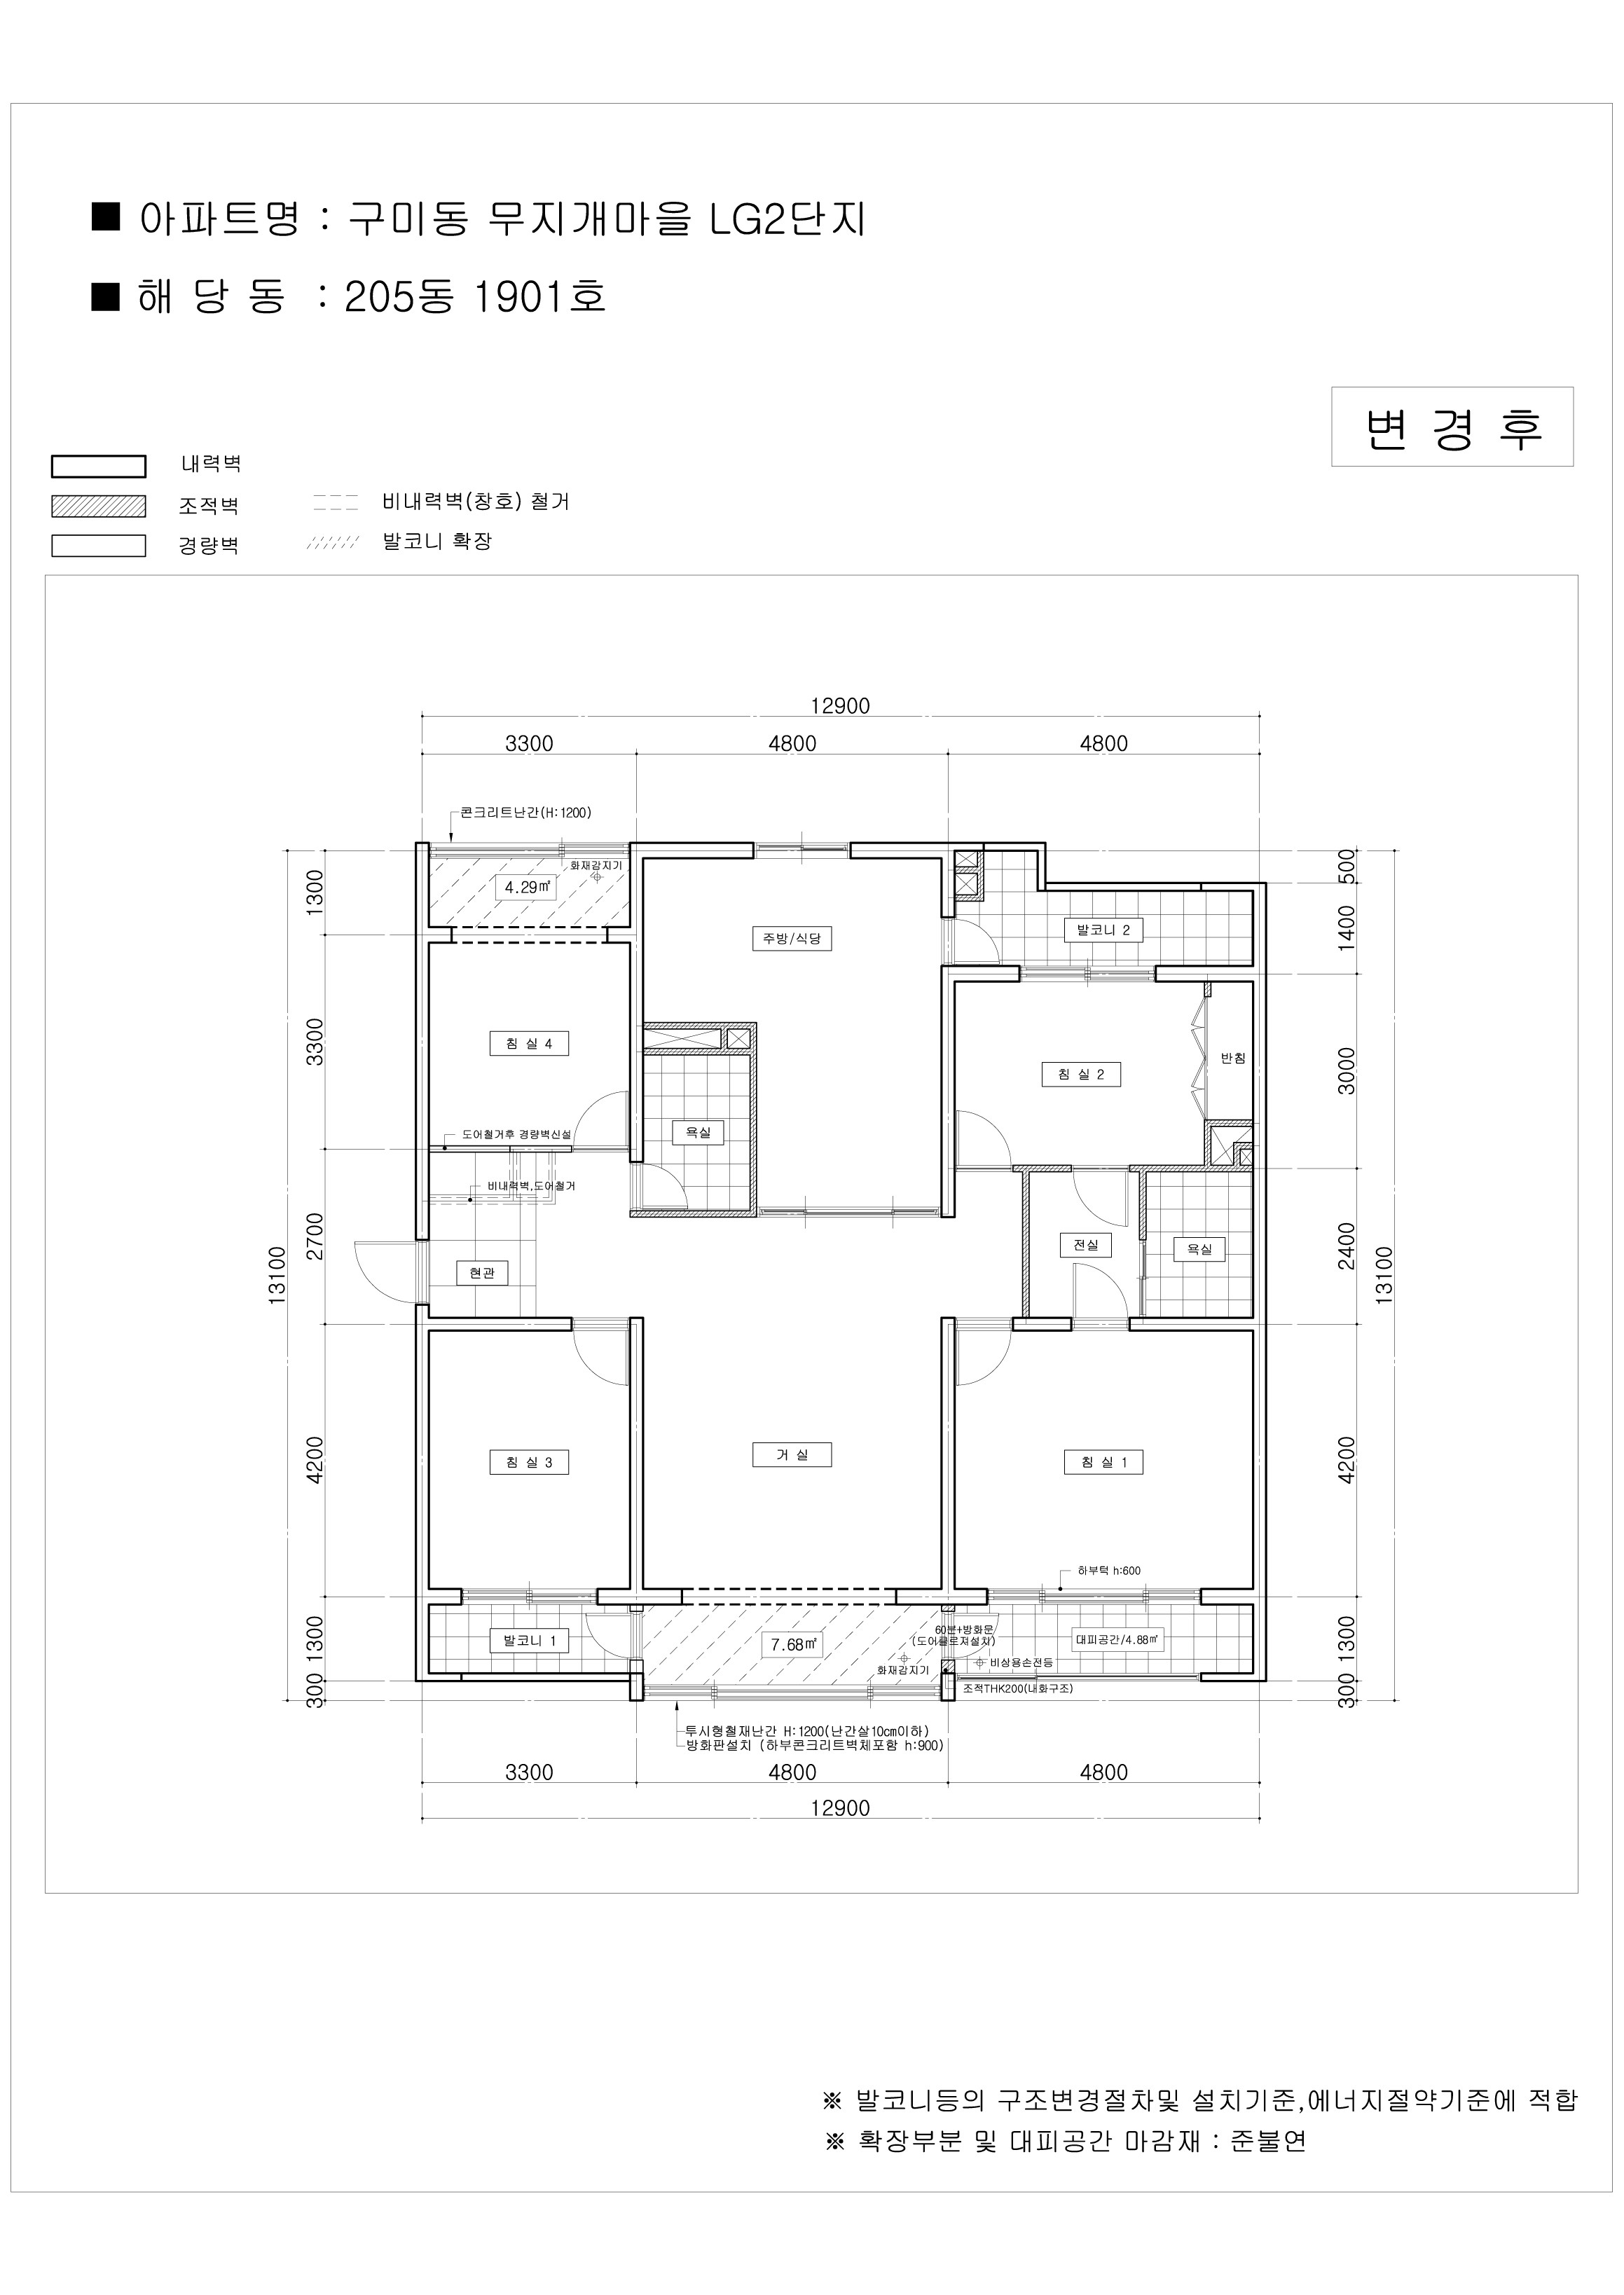 ■ 아파트명 : 구미동 무지개마을 LG2단지
■ 해 당 동 : 205동 1901호
변 경 후
내력벽
조적벽
비내력벽(창호) 철거
경량벽
발코니 확장
12900
3300
4800
4800
콘크리트난간(H:1200)
화재감지기
4.29㎡
1300
500
주방/식당
발코니 2
1400
침 실 4
3300
침 실 2
반침
3000
도어철거후 경량벽신설
욕실
비내력벽,도어철거
2700
전실
욕실
2400
현관
13100
13100
침 실 3
거 실
침 실 1
4200
4200
하부턱 h:600
발코니 1
7.68㎡
60분+방화문
(도어클로져설치)
대피공간/4.88㎡
1300
1300
화재감지기
비상용손전등
조적THK200(내화구조)
300
300
투시형철재난간 H:1200(난간살10cm이하)
방화판설치 (하부콘크리트벽체포함 h:900)
3300
4800
4800
12900
※ 발코니등의 구조변경절차및 설치기준,에너지절약기준에 적합
※ 확장부분 및 대피공간 마감재 : 준불연